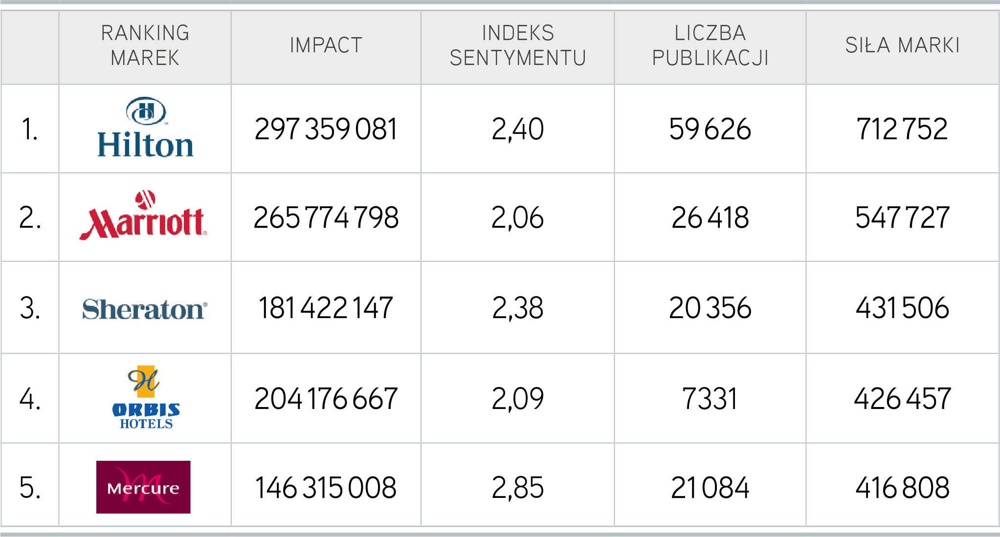 RANKING
MAREK
IMPACT
INDEKS
SENTYMENTU
LICZBA
PUBLIKACJI
SIŁA MARKI
1.
H
™
Hilton
297 359 081
2,40
59 626
712 752
2.
M
Marriott®
265 774 798
2,06
26 418
547 727
3.
Sheraton®
181 422 147
2,38
20 356
431 506
4.
H
ORBIS
HOTELS
204 176 667
2,09
7331
426 457
5.
Mercure
146 315 008
2,85
21 084
416 808